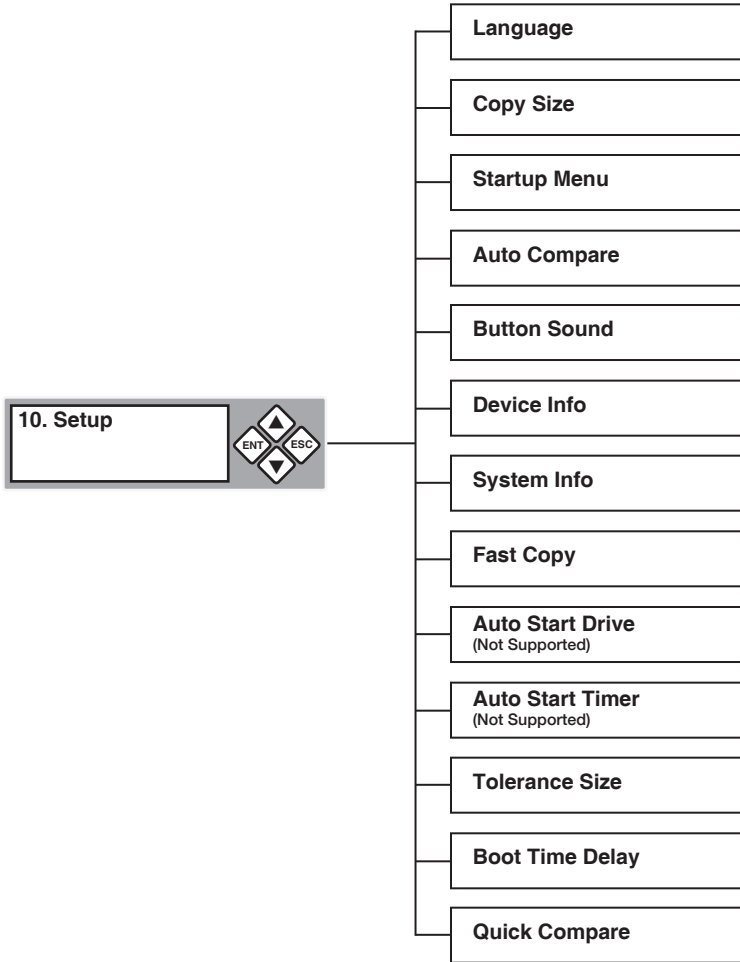 Language
Copy Size
Startup Menu
Auto Compare
Button Sound
10. Setup
ENT
ESC
Device Info
System Info
Fast Copy
Auto Start Drive
(Not Supported)
Auto Start Timer
(Not Supported)
Tolerance Size
Boot Time Delay
Quick Compare